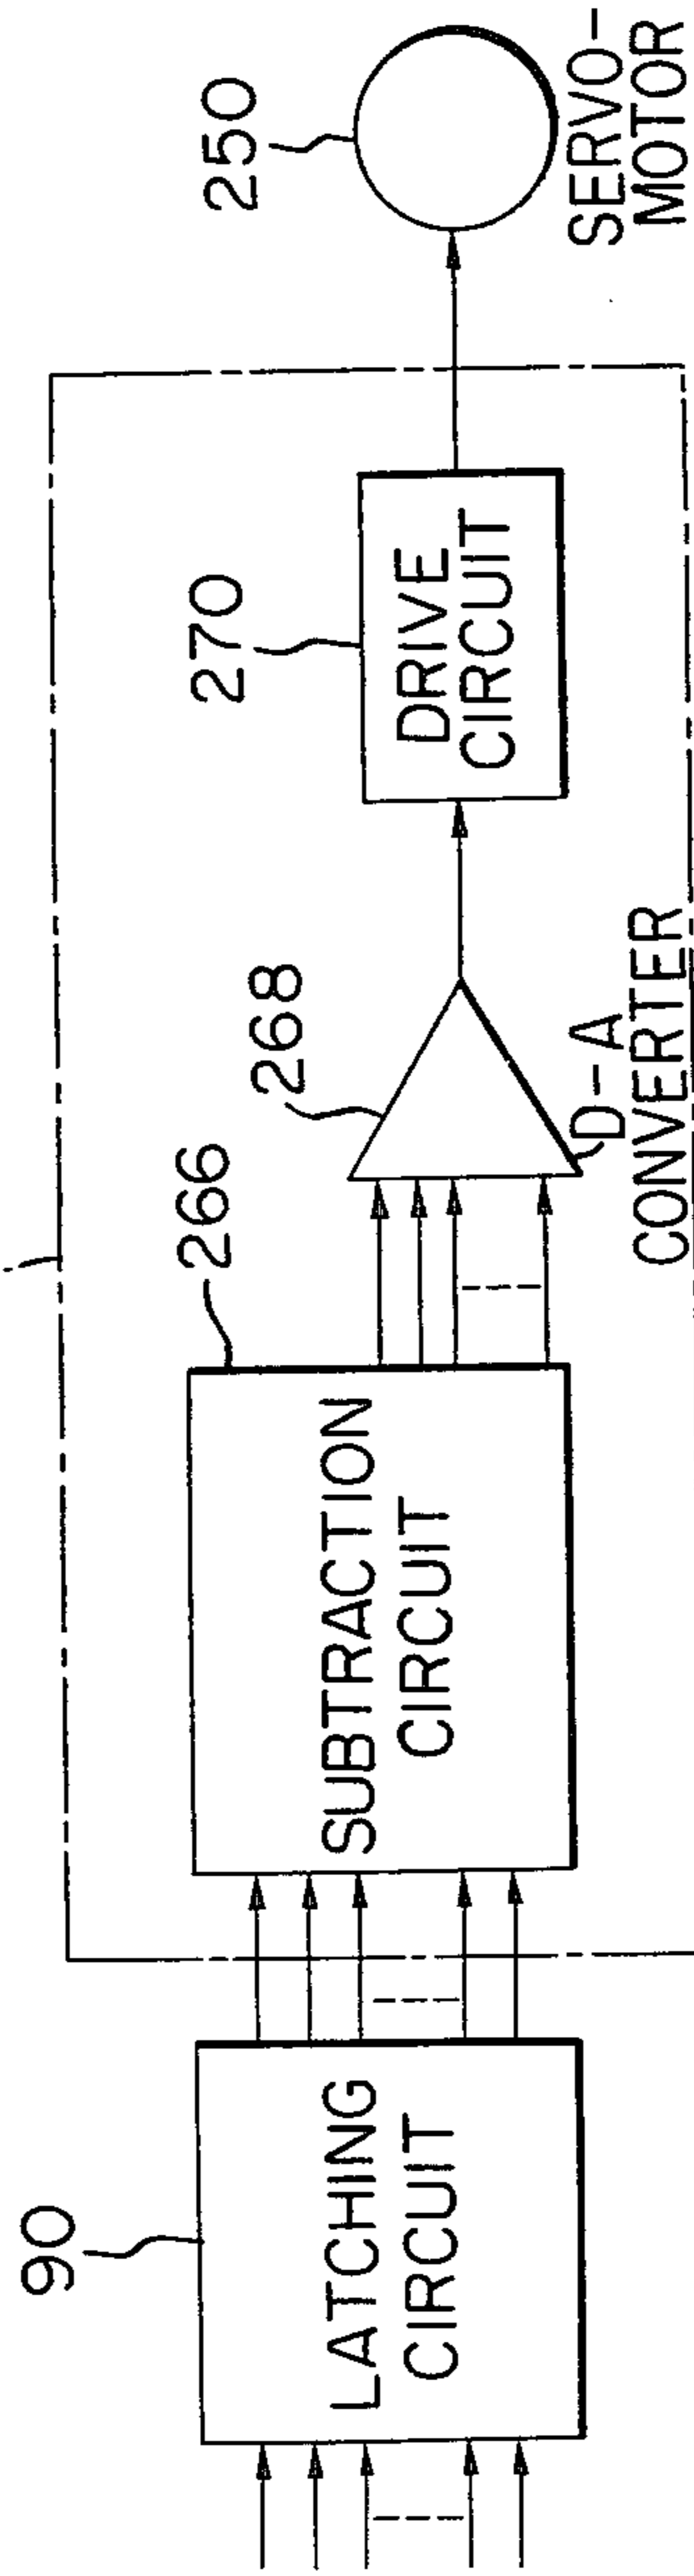 90
LATCHING
CIRCUIT
SUBTRACTION
CIRCUIT
266
268
D-A
CONVERTER
270
DRIVE
CIRCUIT
250
SERVO-
MOTOR